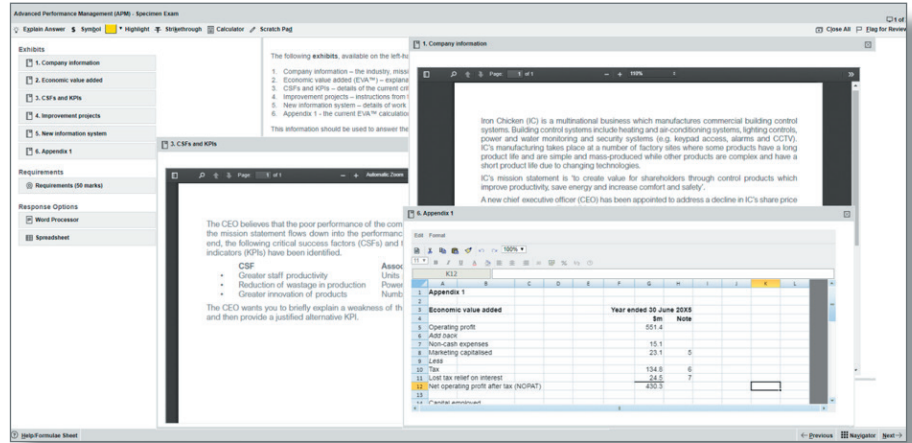 Advanced Performance Management (APM) - Specimen Exam
1 of
Explain Answer Symbol Highlight Strikethrough Calculator Scratch Pad
Close All Flag for Review
Exhibits
1. Company information
2. Economic value added
3. CSFs and KPIs
4. Improvement projects
5. New information system
6. Appendix 1
Requirements
Requirements (50 marks)
Response Options
Word Processor
Spreadsheet
The following exhibits, available on the left-ha
1. Company information – the industry, miss
2. Economic value added (EVA™) – explana
3. CSFs and KPIs – details of the current cri
4. Improvement projects – instructions from t
5. New information system – details of work
6. Appendix 1 - the current EVA™ calculatio
This information should be used to answer the
1. Company information
Page: 1 of 1
110%
Iron Chicken (IC) is a multinational business which manufactures commercial building control
systems. Building control systems include heating and air-conditioning systems, lighting controls,
power and water monitoring and security systems (e.g. keypad access, alarms and CCTV).
IC's manufacturing takes place at a number of factory sites where some products have a long
product life and are simple and mass-produced while other products are complex and have a
short product life due to changing technologies.
IC's mission statement is 'to create value for shareholders through control products which
improve productivity, save energy and increase comfort and safety'.
A new chief executive officer (CEO) has been appointed to address a decline in IC's share price
3. CSFs and KPIs
Page: 1 of 1
Automatic Zoom
The CEO believes that the poor performance of the com
the mission statement flows down into the performanc
end, the following critical success factors (CSFs) and t
indicators (KPIs) have been identified.
CSF Assoc
• Greater staff productivity Units
• Reduction of wastage in production Power
• Greater innovation of products Numb
The CEO wants you to briefly explain a weakness of th
and then provide a justified alternative KPI.
6. Appendix 1
Edit Format
100%
11
K12
A B C D E F G H I J K L
1 Appendix 1
2
3 Economic value added Year ended 30 June 20X5
4 $m Note
5 Operating profit 551.4
6 Add back
7 Non-cash expenses 15.1
8 Marketing capitalised 23.1 5
9 Less
10 Tax 134.8 6
11 Lost tax relief on interest 24.5 7
12 Net operating profit after tax (NOPAT) 430.3
13
14 Capital employed
Help/Formulae Sheet
Previous Navigator Next